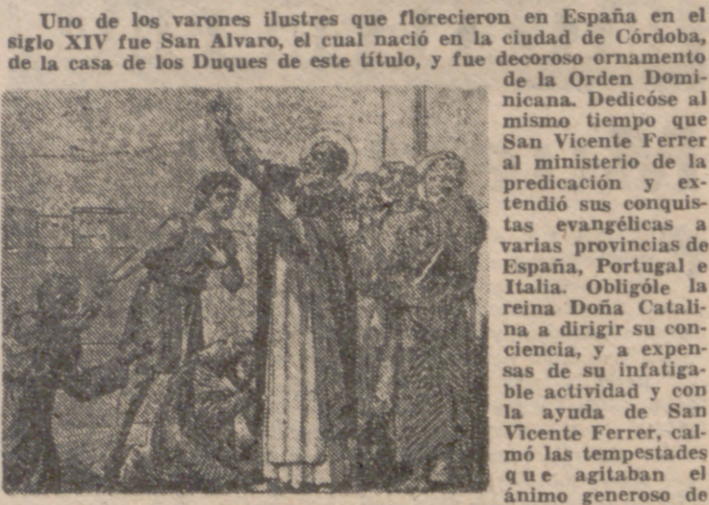 Uno de los varones ilustres que florecieron en España en el
siglo XIV fue San Alvaro, el cual nació en la ciudad de Córdoba,
de la casa de los Duques de este título, y fue decoroso ornamento
de la Orden Domi-
nicana. Dedicóse al
mismo tiempo que
San Vicente Ferrer
al ministerio de la
predicación y ex-
tendió sus conquis-
tas evangélicas a
varias provincias de
España, Portugal e
Italia. Obligóle la
reina Doña Catali-
na a dirigir su con-
ciencia, y a expen-
sas de su infatiga-
ble actividad y con
la ayuda de San
Vicente Ferrer, cal-
mó las tempestades
que agitaban el
ánimo generoso de